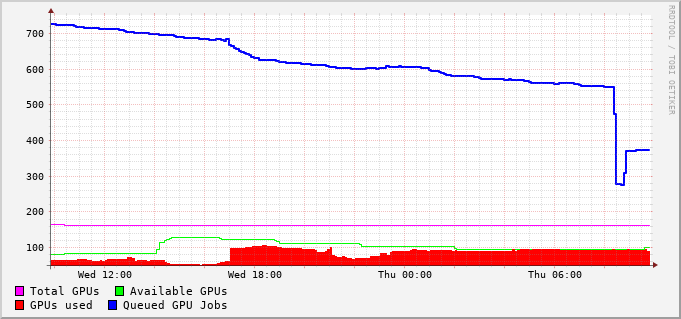 700
600
500
400
300
200
100
Wed 12:00 Wed 18:00 Thu 00:00 Thu 06:00
Total GPUs Available GPUs
GPUs used Queued GPU Jobs
RRDTOOL / TOBI OETIKER